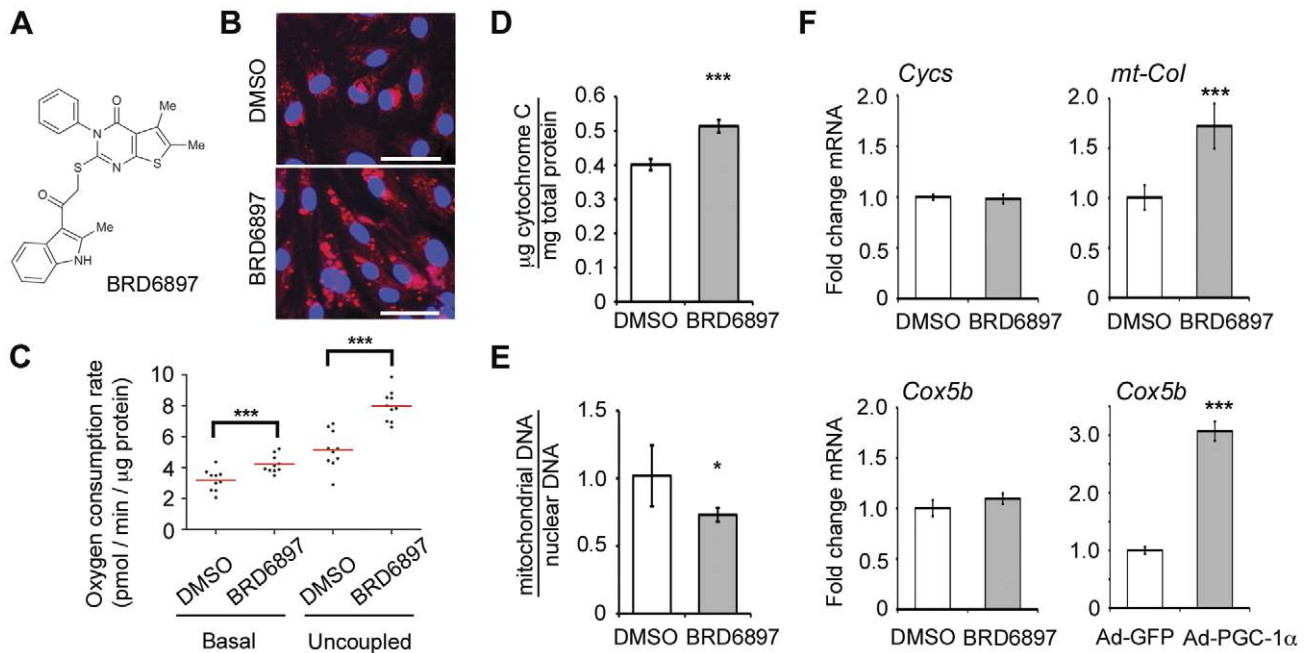 A
O
Me
N
Me
S
N
S
O
Me
NH
BRD6897
B
DMSO
BRD6897
C
Oxygen consumption rate
(pmol / min / µg protein)
10
8
6
4
2
0
***
***
DMSO
BRD6897
DMSO
BRD6897
Basal
Uncoupled
D
µg cytochrome C
mg total protein
0.6
0.5
0.4
0.3
0.2
0.1
0
***
DMSO
BRD6897
E
mitochondrial DNA
nuclear DNA
1.5
1.0
0.5
0
*
DMSO
BRD6897
F
Cycs
Fold change mRNA
2.0
1.5
1.0
0.5
0
DMSO
BRD6897
mt-CoI
2.0
1.5
1.0
0.5
0
***
DMSO
BRD6897
Cox5b
Fold change mRNA
2.0
1.5
1.0
0.5
0
DMSO
BRD6897
Cox5b
3.0
2.0
1.0
0
***
Ad-GFP
Ad-PGC-1α